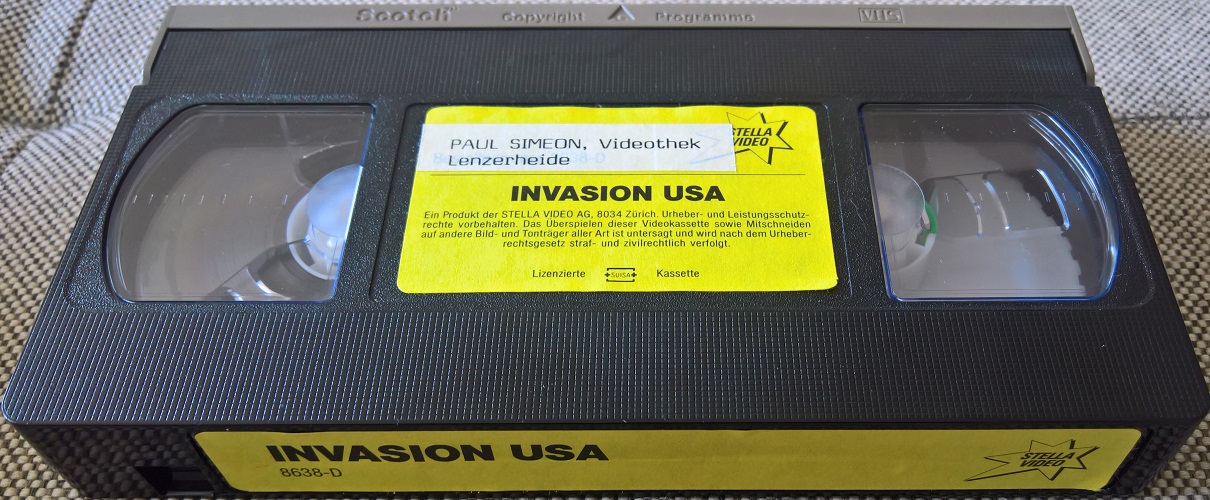 Scotch Copyright Programme VHS
STELLA
VIDEO
PAUL SIMEON, Videothek
Lenzerheide
INVASION USA
Ein Produkt der STELLA VIDEO AG, 8034 Zürich. Urheber- und Leistungsschutz-
rechte vorbehalten. Das Überspielen dieser Videokassette sowie Mitschneiden
auf andere Bild- und Tonträger aller Art ist untersagt und wird nach dem Urheber-
rechtsgesetz straf- und zivilrechtlich verfolgt.
Lizenzierte SUISA Kassette
INVASION USA
8638-D
STELLA
VIDEO